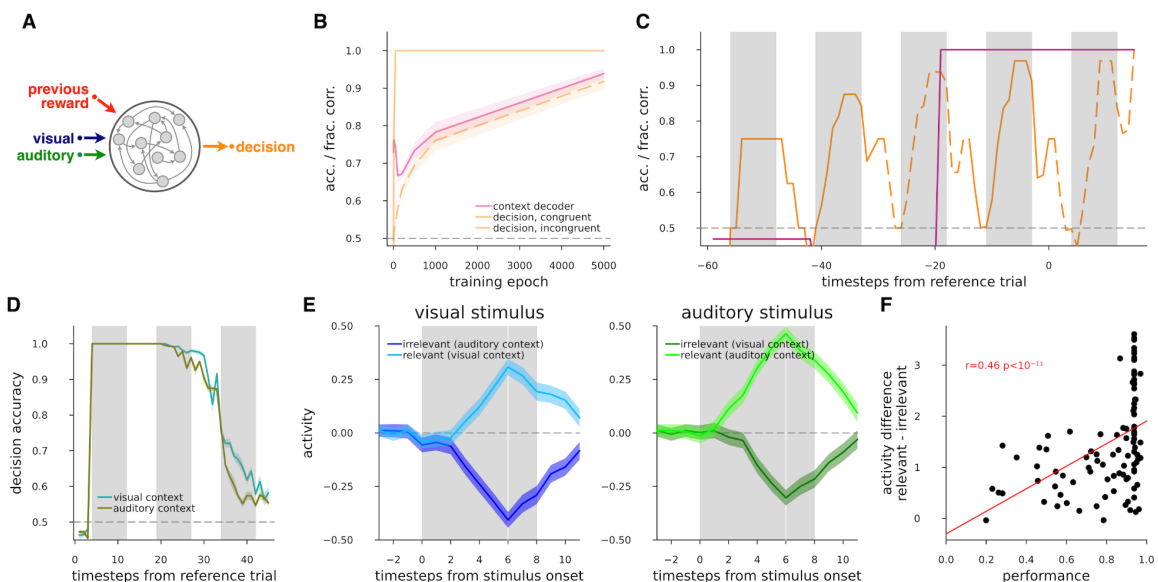 A
previous
reward
visual
auditory
decision
B
acc. / frac. corr.
1.0
0.9
0.8
0.7
0.6
0.5
context decoder
decision, congruent
decision, incongruent
0
1000
2000
3000
4000
5000
training epoch
C
acc. / frac. corr.
1.0
0.9
0.8
0.7
0.6
0.5
−60
−40
−20
0
timesteps from reference trial
D
decision accuracy
1.0
0.9
0.8
0.7
0.6
0.5
visual context
auditory context
0
10
20
30
40
timesteps from reference trial
E
visual stimulus
activity
0.50
0.25
0.00
−0.25
−0.50
irrelevant (auditory context)
relevant (visual context)
−2
0
2
4
6
8
10
timesteps from stimulus onset
auditory stimulus
0.50
0.25
0.00
−0.25
−0.50
irrelevant (visual context)
relevant (auditory context)
−2
0
2
4
6
8
10
timesteps from stimulus onset
F
activity difference
relevant - irrelevant
3
2
1
0
r=0.46 p<10⁻¹¹
0.0
0.2
0.4
0.6
0.8
1.0
performance